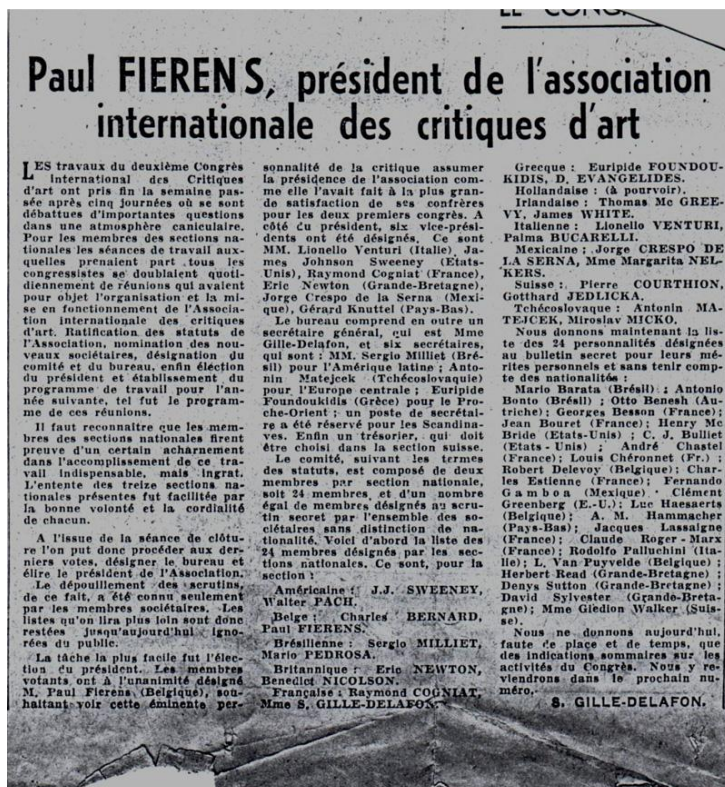 LE CONG
Paul FIERENS, président de l'association
internationale des critiques d'art
LES travaux du deuxième Congrès
International des Critiques
d'art ont pris fin la semaine pas-
sée après cinq journées où se sont
débattues d'importantes questions
dans une atmosphère caniculaire.
Pour les membres des sections na-
tionales les séances de travail aux-
quelles prenaient part tous les
congressistes se doublaient quoti-
diennement de réunions qui avaient
pour objet l'organisation et la mi-
se en fonctionnement de l'Associa-
tion internationale des critiques
d'art. Ratification des statuts de
l'Association, nomination des nou-
veaux sociétaires, désignation du
comité et du bureau, enfin élection
du président et établissement du
programme de travail pour l'an-
née suivante, tel fut le program-
me de ces réunions.
Il faut reconnaître que les mem-
bres des sections nationales firent
preuve d'un certain acharnement
dans l'accomplissement de ce tra-
vail indispensable, mais ingrat.
L'entente des treize sections na-
tionales présentes fut facilitée par
la bonne volonté et la cordialité
de chacun.
A l'issue de la séance de clôtu-
re l'on put donc procéder aux der-
niers votes, désigner le bureau et
élire le président de l'Association.
Le dépouillement des scrutins,
de ce fait, a été connu seulement
par les membres sociétaires. Les
listes qu'on lira plus loin sont donc
restées jusqu'aujourd'hui igno-
rées du public.
La tâche la plus facile fut l'élec-
tion du président. Les membres
votants ont à l'unanimité désigné
M. Paul Fierens (Belgique), sou-
haitant voir cette éminente per-
sonnalité de la critique assumer
la présidence de l'association com-
me elle l'avait fait à la plus gran-
de satisfaction de ses confrères
pour les deux premiers congrès. A
côté du président, six vice-prési-
dents ont été désignés. Ce sont
MM. Lionello Venturi (Italie), Ja-
mes Johnson Sweeney (Etats-
Unis), Raymond Cogniat (France),
Eric Newton (Grande-Bretagne),
Jorge Crespo de la Serna (Mexi-
que), Gérard Knuttel (Pays-Bas).
Le bureau comprend en outre un
secrétaire général, qui est Mme
Gille-Delafon, et six secrétaires,
qui sont : MM. Sergio Milliet (Bré-
sil) pour l'Amérique latine ; Anto-
nin Matejcek (Tchécoslovaquie)
pour l'Europe centrale ; Euripide
Foundoukidis (Grèce) pour le Pro-
che-Orient ; un poste de secrétai-
re a été réservé pour les Scandina-
ves. Enfin un trésorier, qui doit
être choisi dans la section suisse.
Le comité, suivant les termes
des statuts, est composé de deux
membres par section nationale,
soit 24 membres, et d'un nombre
égal de membres désignés au scru-
tin secret par l'ensemble des so-
ciétaires sans distinction de na-
tionalité. Voici d'abord la liste des
24 membres désignés par les sec-
tions nationales. Ce sont, pour la
section :
Américaine : J.J. SWEENEY,
Walter PACH.
Belge : Charles BERNARD,
Paul FIERENS.
Brésilienne : Sergio MILLIET,
Mario PEDROSA.
Britannique : Eric NEWTON,
Benedict NICOLSON.
Française : Raymond COGNIAT,
Mme S. GILLE-DELAFON.
Grecque : Euripide FOUNDOU-
KIDIS, D. EVANGELIDES.
Hollandaise : (à pourvoir).
Irlandaise : Thomas Mc GREE-
VY, James WHITE.
Italienne : Lionello VENTURI,
Palma BUCARELLI.
Mexicaine : Jorge CRESPO DE
LA SERNA, Mme Margarita NEL-
KERS.
Suisse : Pierre COURTHION,
Gotthard JEDLICKA.
Tchécoslovaque : Antonin MA-
TEJCEK, Miroslav MICKO.
Nous donnons maintenant la lis-
te des 24 personnalités désignées
au bulletin secret pour leurs mé-
rites personnels et sans tenir comp-
te des nationalités :
Mario Barata (Brésil) ; Antonio
Bonto (Brésil) ; Otto Benesh (Au-
triche); Georges Besson (France);
Jean Bouret (France); Henry Mc
Bride (Etats-Unis) ; C. J. Bulliet
(Etats-Unis) ; André Chastel
(France); Louis Chéronnet (Fr.) ;
Robert Delevoy (Belgique); Char-
les Estienne (France); Fernando
Gamboa (Mexique) ; Clément
Greenberg (E.-U.); Luc Haesaerts
(Belgique) ; A. M. Hammacher
(Pays-Bas); Jacques Lassaigne
(France) ; Claude Roger-Marx
(France); Rodolfo Palluchini (Ita-
lie); L. Van Puyvelde (Belgique) ;
Herbert Read (Grande-Bretagne) ;
Denys Sutton (Grande-Bretagne) ;
David Sylvester (Grande-Breta-
gne); Mme Giedion Walker (Suis-
se).
Nous ne donnons aujourd'hui,
faute de place et de temps, que
des indications sommaires sur les
activités du Congrès. Nous y re-
viendrons dans le prochain nu-
méro.
S. GILLE-DELAFON.